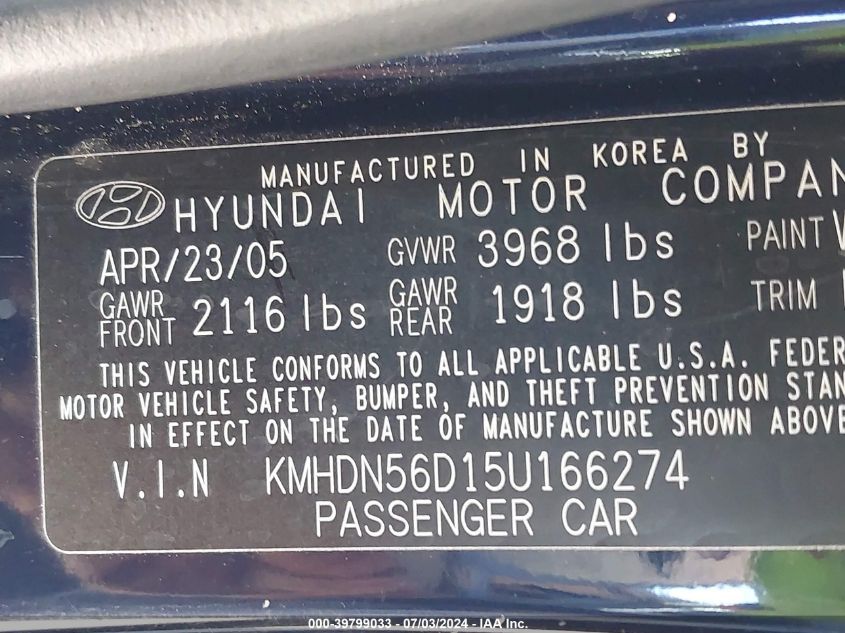 MANUFACTURED IN KOREA BY
HYUNDAI MOTOR COMPAN
APR/23/05 GVWR 3968 lbs PAINT
GAWR FRONT 2116 lbs GAWR REAR 1918 lbs TRIM
THIS VEHICLE CONFORMS TO ALL APPLICABLE U.S.A. FEDER
MOTOR VEHICLE SAFETY, BUMPER, AND THEFT PREVENTION STAN
IN EFFECT ON THE DATE OF MANUFACTURE SHOWN ABOVE
V.I.N KMHDN56D15U166274
PASSENGER CAR
000-39799033 - 07/03/2024 - IAA Inc.